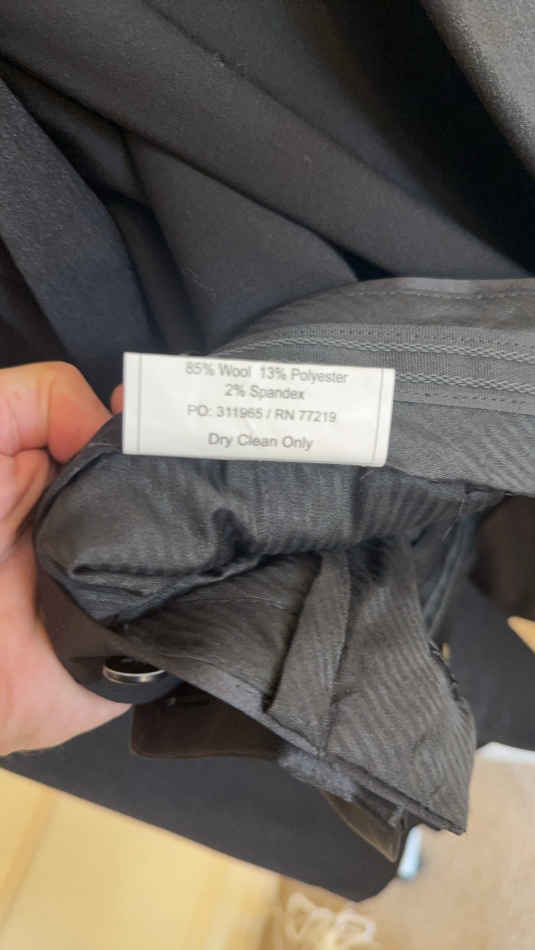 85% Wool 13% Polyester
2% Spandex
PO: 311965 / RN 77219
Dry Clean Only